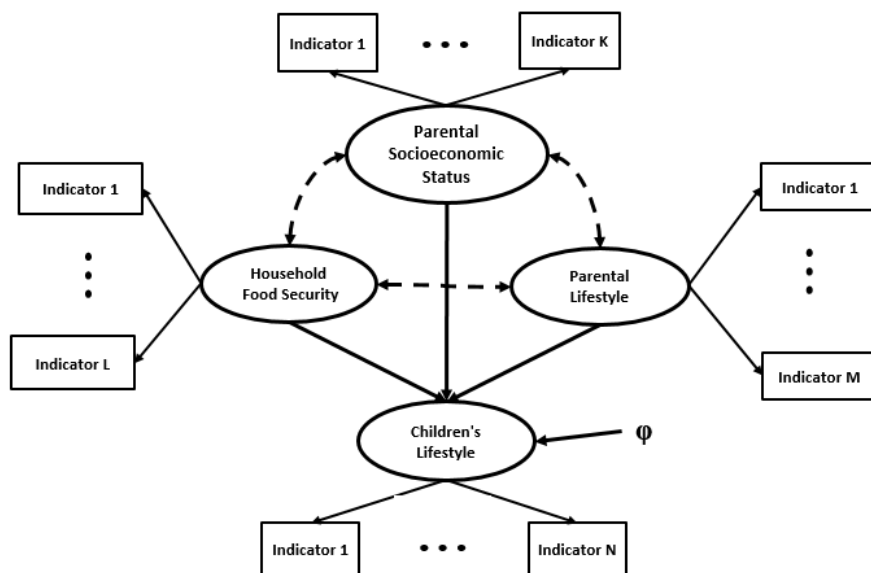 Indicator 1
• • •
Indicator K
Parental
Socioeconomic
Status
Indicator 1
Indicator L
Household
Food Security
Parental
Lifestyle
Indicator 1
Indicator M
Children's
Lifestyle
φ
Indicator 1
• • •
Indicator N